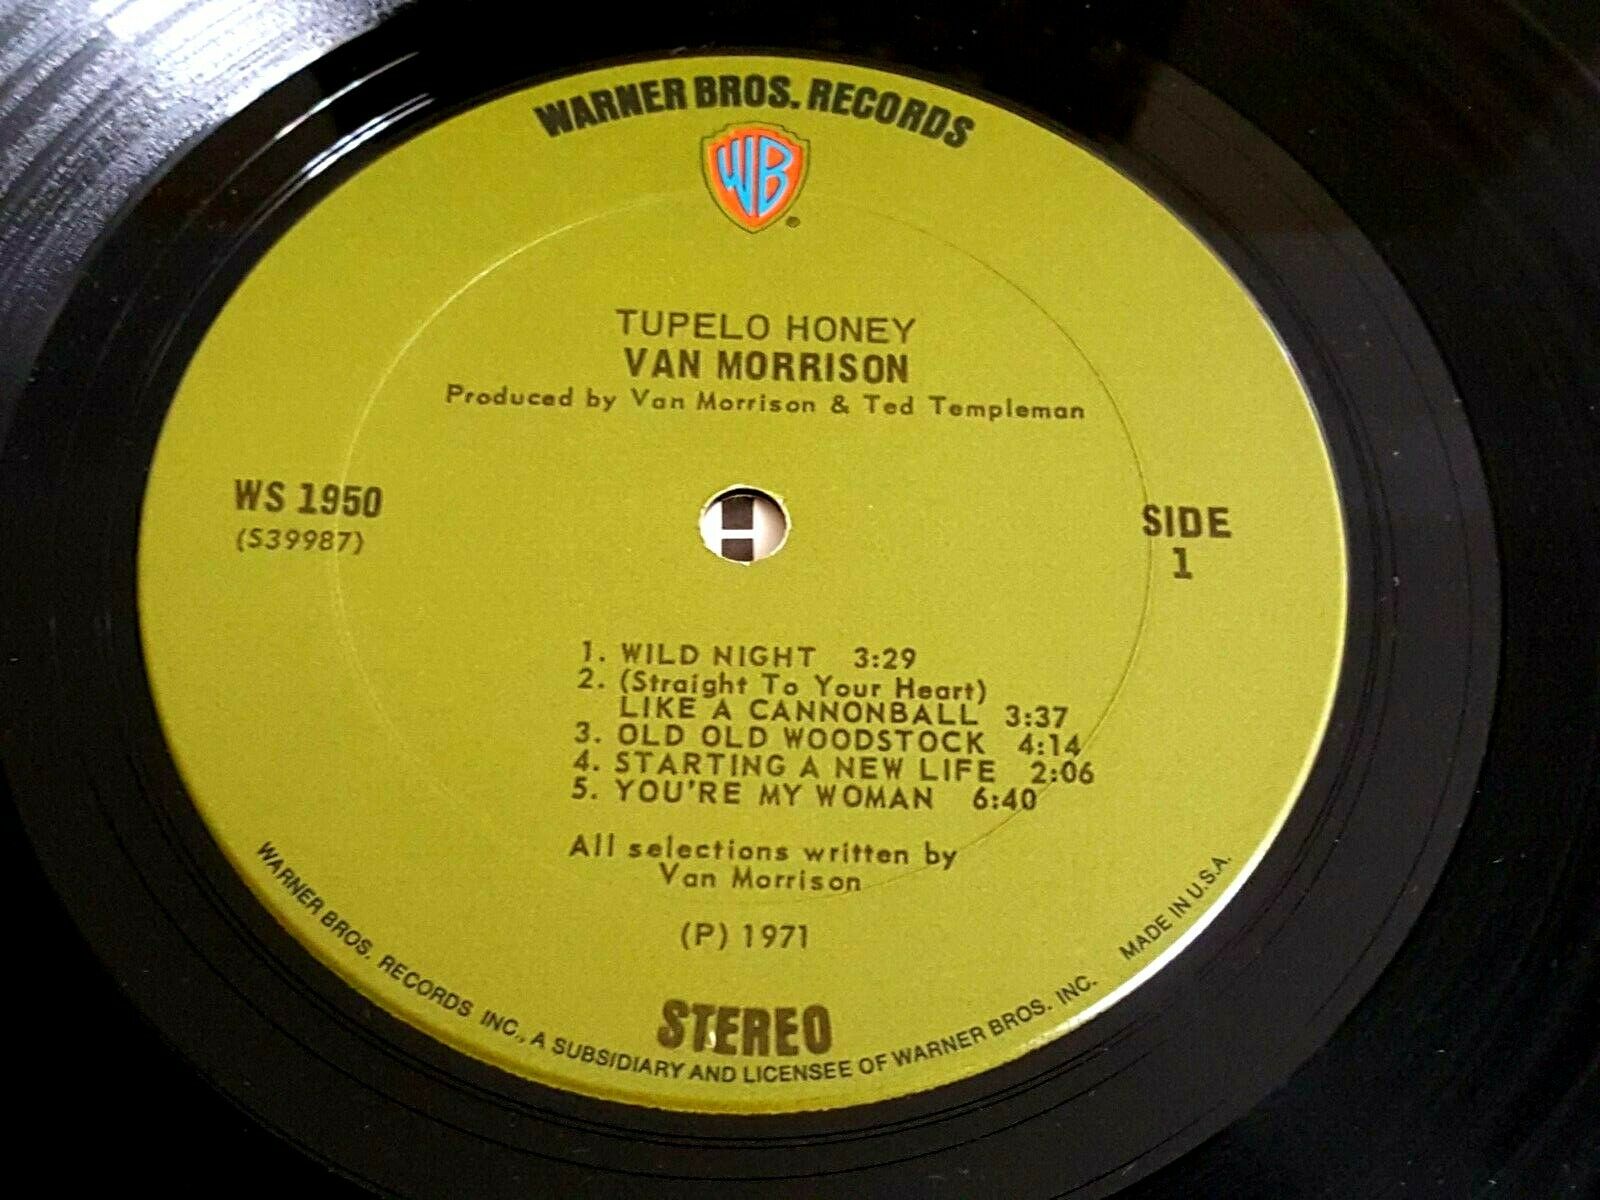 WARNER BROS. RECORDS
WB
®
TUPELO HONEY
VAN MORRISON
Produced by Van Morrison & Ted Templeman
WS 1950
(S39987)
SIDE
1
1. WILD NIGHT 3:29
2. (Straight To Your Heart)
LIKE A CANNONBALL 3:37
3. OLD OLD WOODSTOCK 4:14
4. STARTING A NEW LIFE 2:06
5. YOU'RE MY WOMAN 6:40
All selections written by
Van Morrison
(P) 1971
STEREO
WARNER BROS. RECORDS INC., A SUBSIDIARY AND LICENSEE OF WARNER BROS. INC. MADE IN U.S.A.